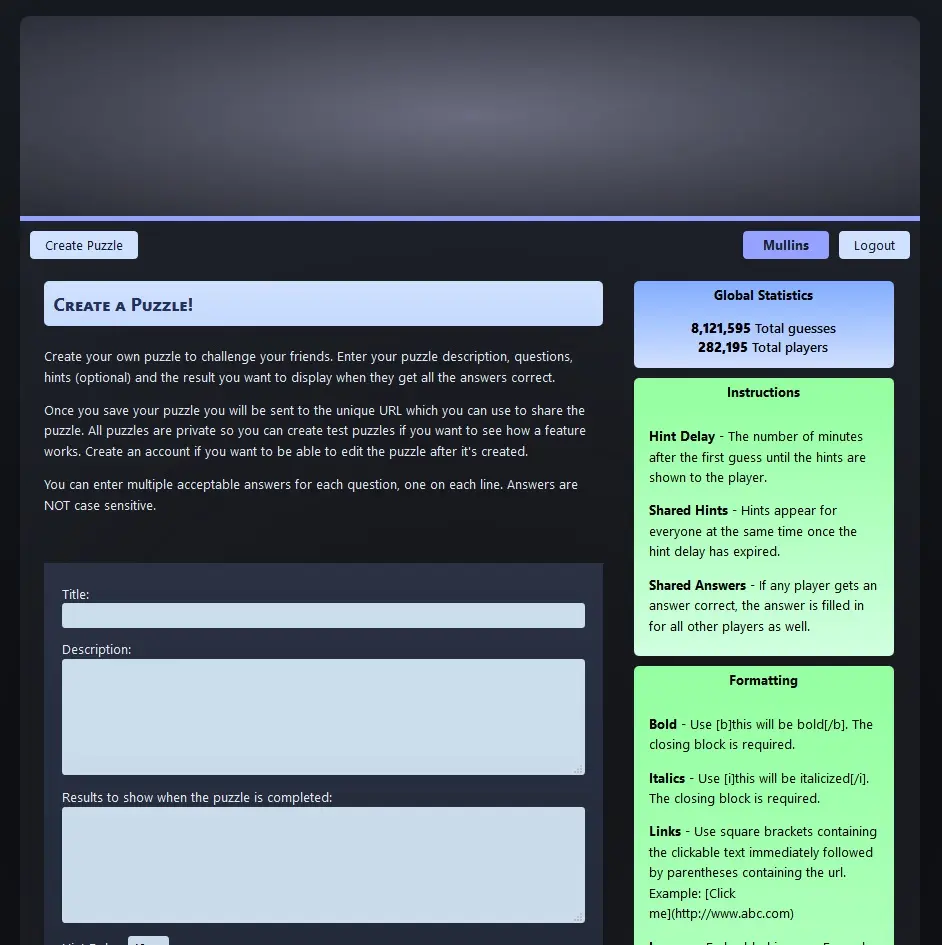 Create Puzzle
Mullins
Logout
Create a Puzzle!
Create your own puzzle to challenge your friends. Enter your puzzle description, questions,
hints (optional) and the result you want to display when they get all the answers correct.
Once you save your puzzle you will be sent to the unique URL which you can use to share the
puzzle. All puzzles are private so you can create test puzzles if you want to see how a feature
works. Create an account if you want to be able to edit the puzzle after it's created.
You can enter multiple acceptable answers for each question, one on each line. Answers are
NOT case sensitive.
Title:
Description:
Results to show when the puzzle is completed:
Global Statistics
8,121,595 Total guesses
282,195 Total players
Instructions
Hint Delay - The number of minutes
after the first guess until the hints are
shown to the player.
Shared Hints - Hints appear for
everyone at the same time once the
hint delay has expired.
Shared Answers - If any player gets an
answer correct, the answer is filled in
for all other players as well.
Formatting
Bold - Use [b]this will be bold[/b]. The
closing block is required.
Italics - Use [i]this will be italicized[/i].
The closing block is required.
Links - Use square brackets containing
the clickable text immediately followed
by parentheses containing the url.
Example: [Click
me](http://www.abc.com)